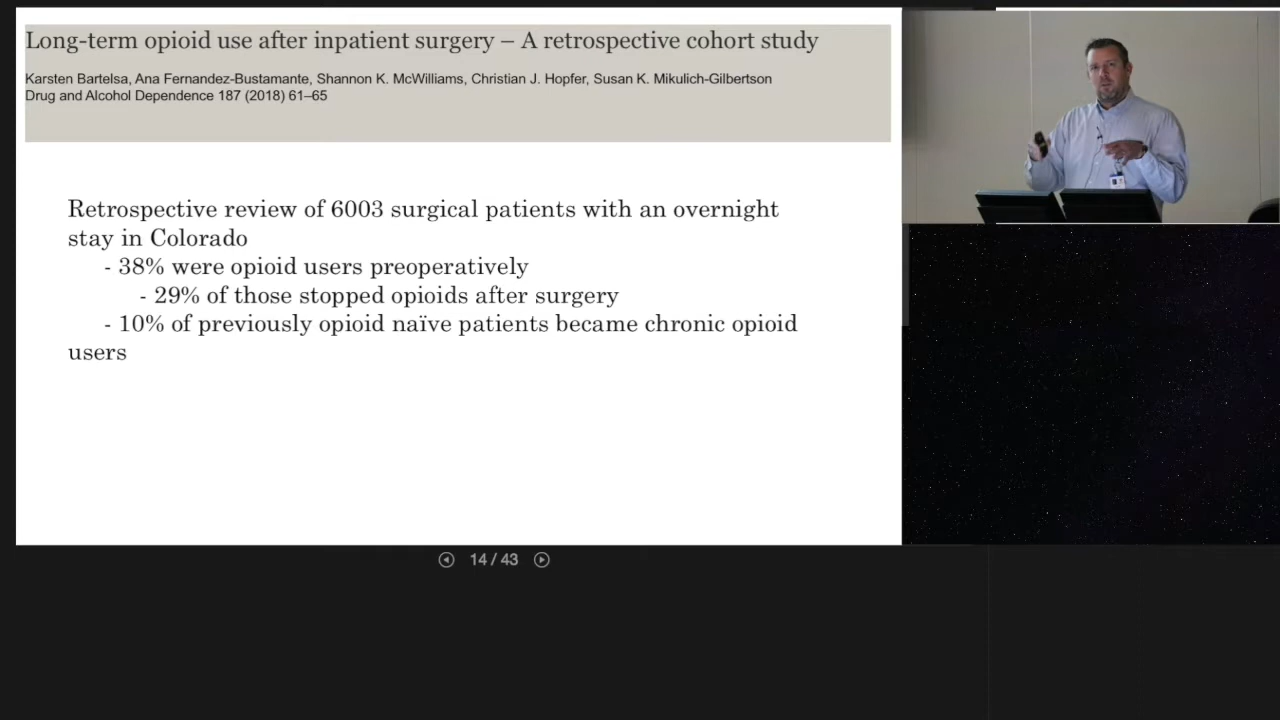 Long-term opioid use after inpatient surgery – A retrospective cohort study
Karsten Bartelsa, Ana Fernandez-Bustamante, Shannon K. McWilliams, Christian J. Hopfer, Susan K. Mikulich-Gilbertson
Drug and Alcohol Dependence 187 (2018) 61–65
Retrospective review of 6003 surgical patients with an overnight
stay in Colorado
- 38% were opioid users preoperatively
- 29% of those stopped opioids after surgery
- 10% of previously opioid naïve patients became chronic opioid
users
14 / 43